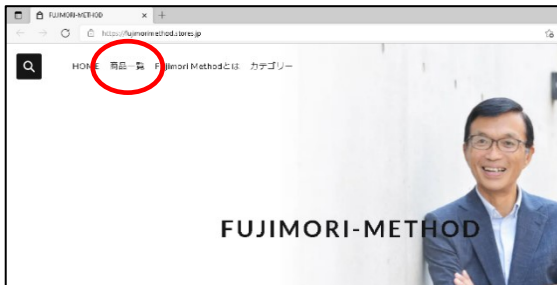 FUJIMORI-METHOD
https://fujimorimethod.stores.jp
HOME 商品一覧 Fujimori Methodとは カテゴリー
FUJIMORI-METHOD